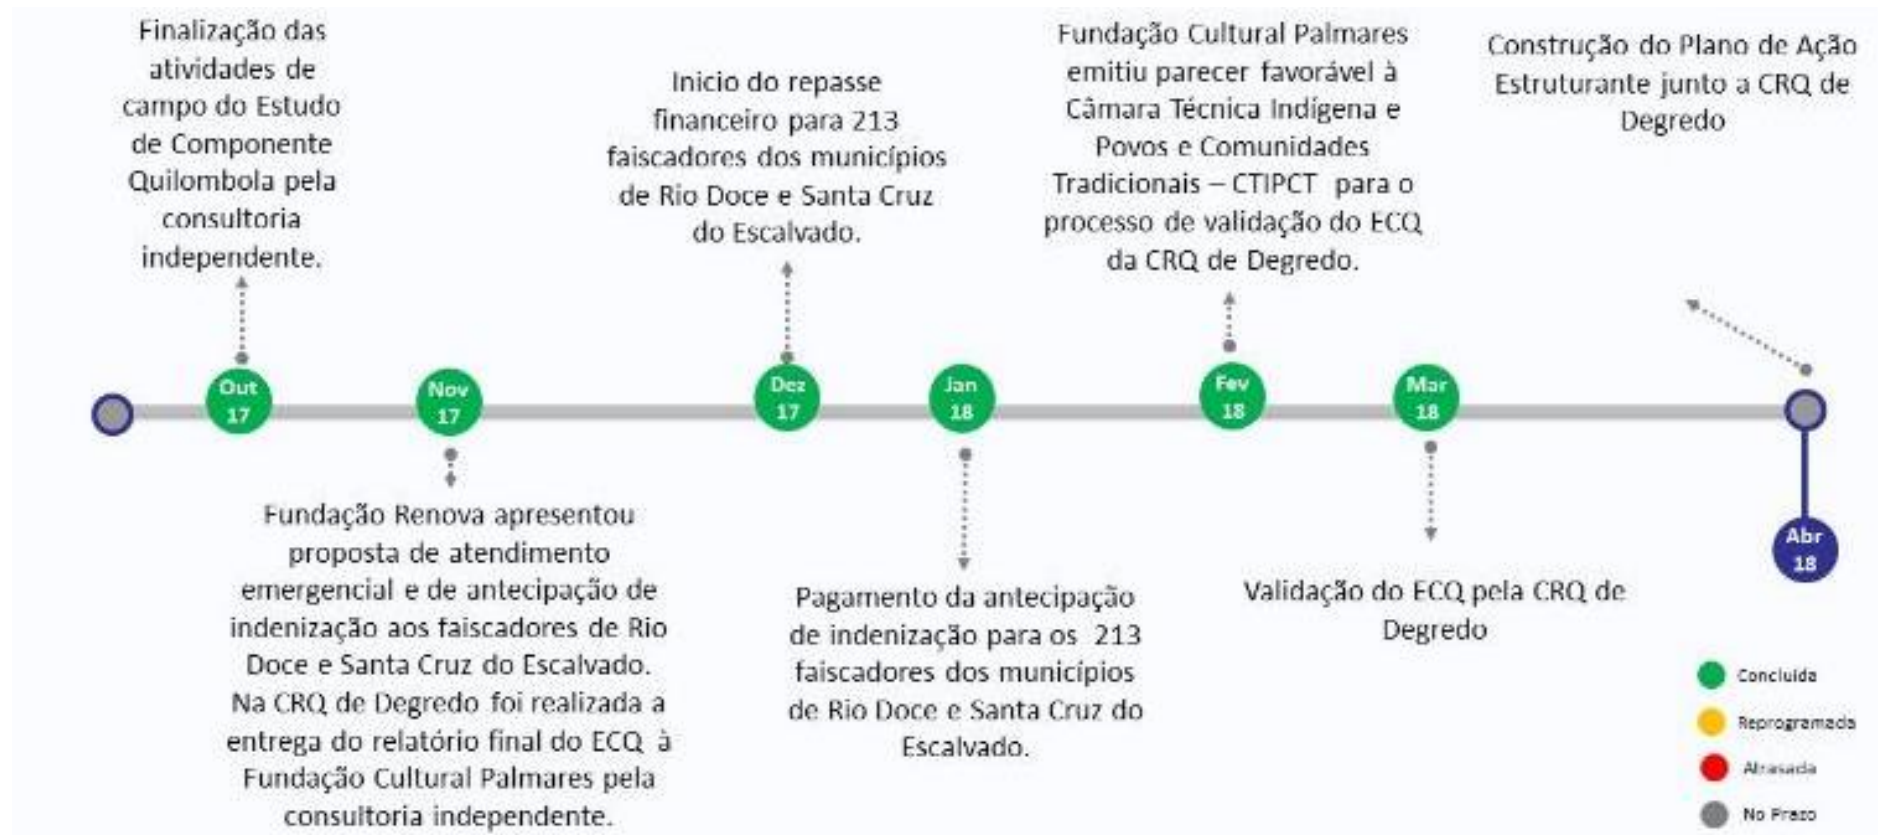 Finalização das
atividades de
campo do Estudo
de Componente
Quilombola pela
consultoria
independente.
Inicio do repasse
financeiro para 213
faiscadores dos municípios
de Rio Doce e Santa Cruz
do Escalvado.
Fundação Cultural Palmares
emitiu parecer favorável à
Câmara Técnica Indígena e
Povos e Comunidades
Tradicionais – CTIPCT para o
processo de validação do ECQ
da CRQ de Degredo.
Construção do Plano de Ação
Estruturante junto a CRQ de
Degredo
Out
17
Nov
17
Dez
17
Jan
18
Fev
18
Mar
18
Abr
18
Fundação Renova apresentou
proposta de atendimento
emergencial e de antecipação de
indenização aos faiscadores de Rio
Doce e Santa Cruz do Escalvado.
Na CRQ de Degredo foi realizada a
entrega do relatório final do ECQ à
Fundação Cultural Palmares pela
consultoria independente.
Pagamento da antecipação
de indenização para os 213
faiscadores dos municípios
de Rio Doce e Santa Cruz do
Escalvado.
Validação do ECQ pela CRQ de
Degredo
Concluída
Reprogramada
Atrasada
No Prazo